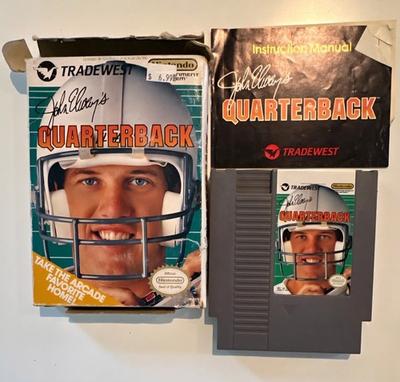 TRADEWEST
Nintendo
$ 6.99
John Elway's
QUARTERBACK
TAKE THE ARCADE
FAVORITE
HOME!
Official
Nintendo
Seal of Quality
Instruction Manual
John Elway's
QUARTERBACK
TRADEWEST
TRADEWEST
Nintendo
John Elway's
QUARTERBACK